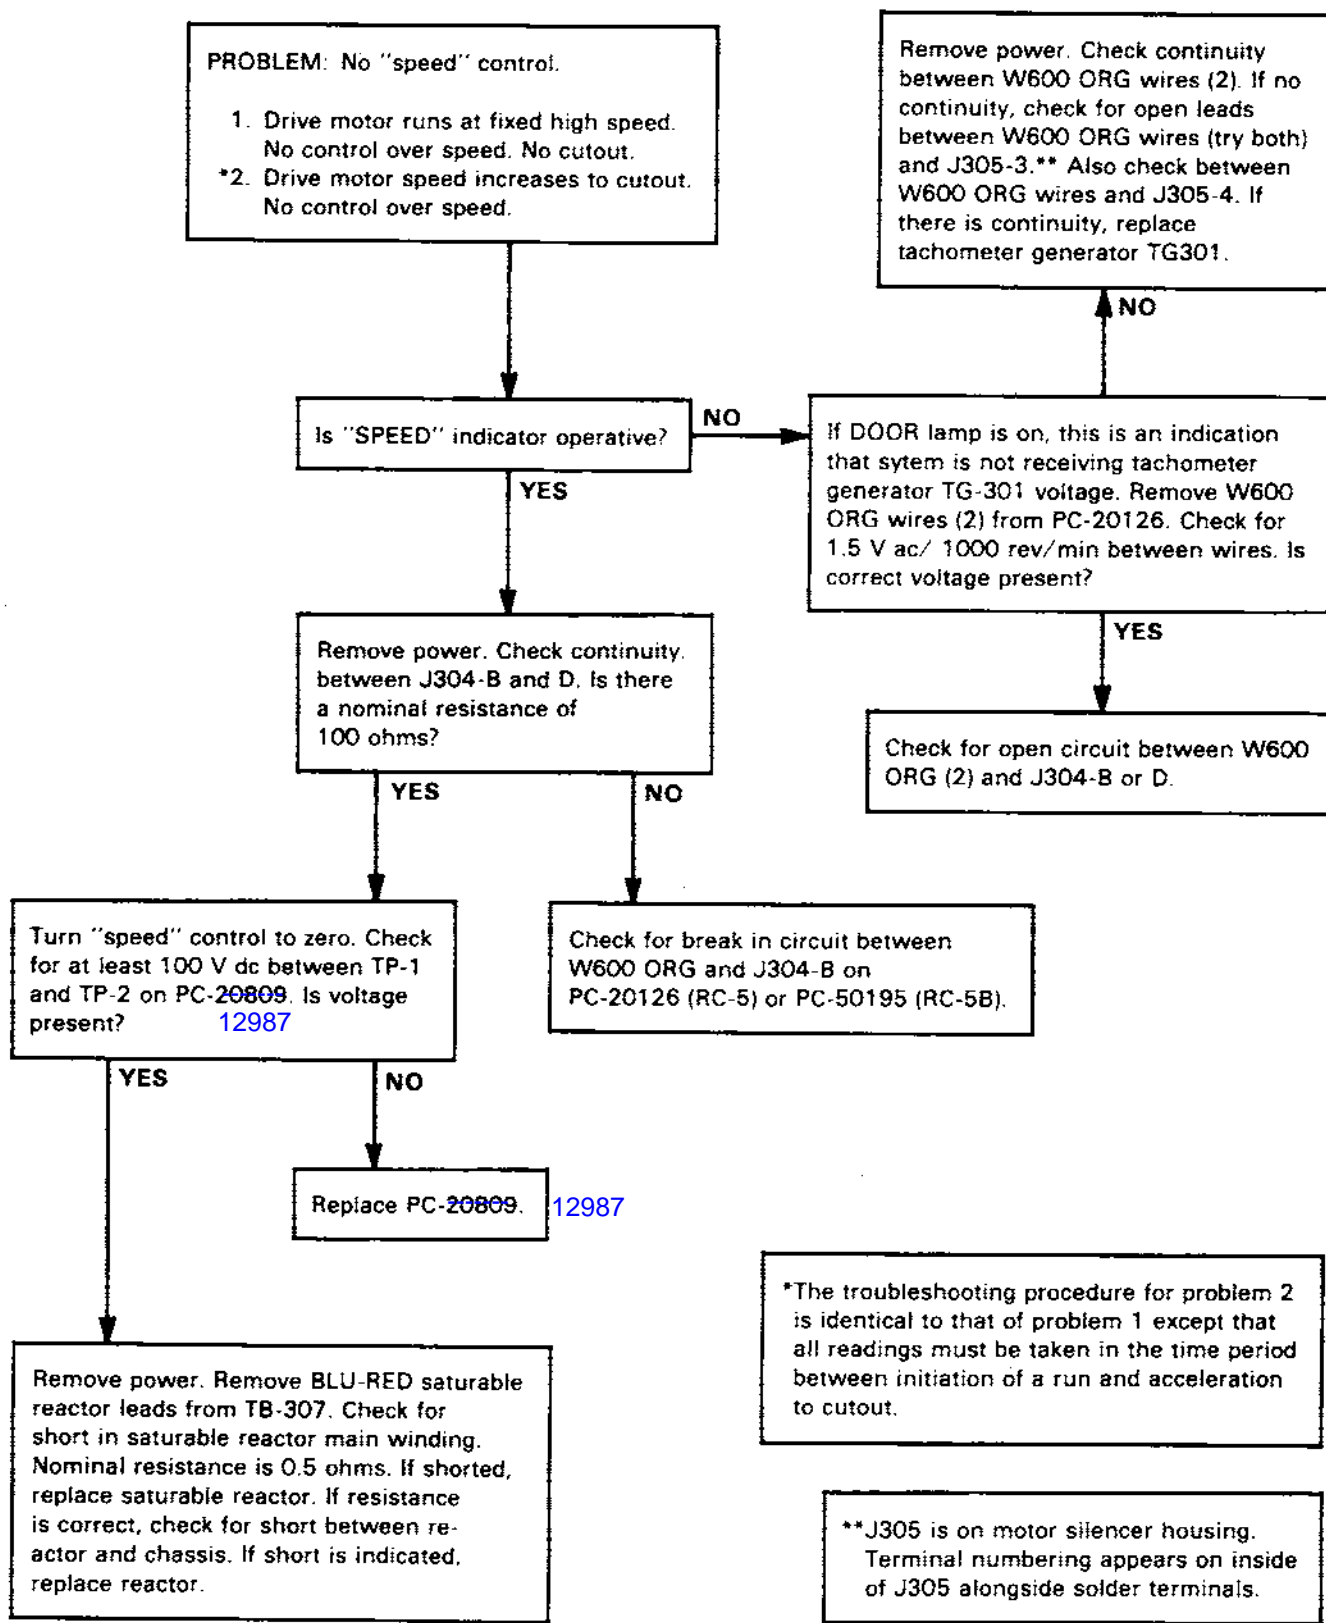 PROBLEM: No "speed" control.
1. Drive motor runs at fixed high speed.
No control over speed. No cutout.
*2. Drive motor speed increases to cutout.
No control over speed.
Remove power. Check continuity
between W600 ORG wires (2). If no
continuity, check for open leads
between W600 ORG wires (try both)
and J305-3.** Also check between
W600 ORG wires and J305-4. If
there is continuity, replace
tachometer generator TG301.
NO
Is "SPEED" indicator operative?
NO
If DOOR lamp is on, this is an indication
that sytem is not receiving tachometer
generator TG-301 voltage. Remove W600
ORG wires (2) from PC-20126. Check for
1.5 V ac/ 1000 rev/min between wires. Is
correct voltage present?
YES
YES
Remove power. Check continuity.
between J304-B and D. Is there
a nominal resistance of
100 ohms?
Check for open circuit between W600
ORG (2) and J304-B or D.
YES
NO
Turn "speed" control to zero. Check
for at least 100 V dc between TP-1
and TP-2 on PC-20809. Is voltage
present?
12987
Check for break in circuit between
W600 ORG and J304-B on
PC-20126 (RC-5) or PC-50195 (RC-5B).
YES
NO
Replace PC-20809.
12987
*The troubleshooting procedure for problem 2
is identical to that of problem 1 except that
all readings must be taken in the time period
between initiation of a run and acceleration
to cutout.
Remove power. Remove BLU-RED saturable
reactor leads from TB-307. Check for
short in saturable reactor main winding.
Nominal resistance is 0.5 ohms. If shorted,
replace saturable reactor. If resistance
is correct, check for short between re-
actor and chassis. If short is indicated,
replace reactor.
**J305 is on motor silencer housing.
Terminal numbering appears on inside
of J305 alongside solder terminals.